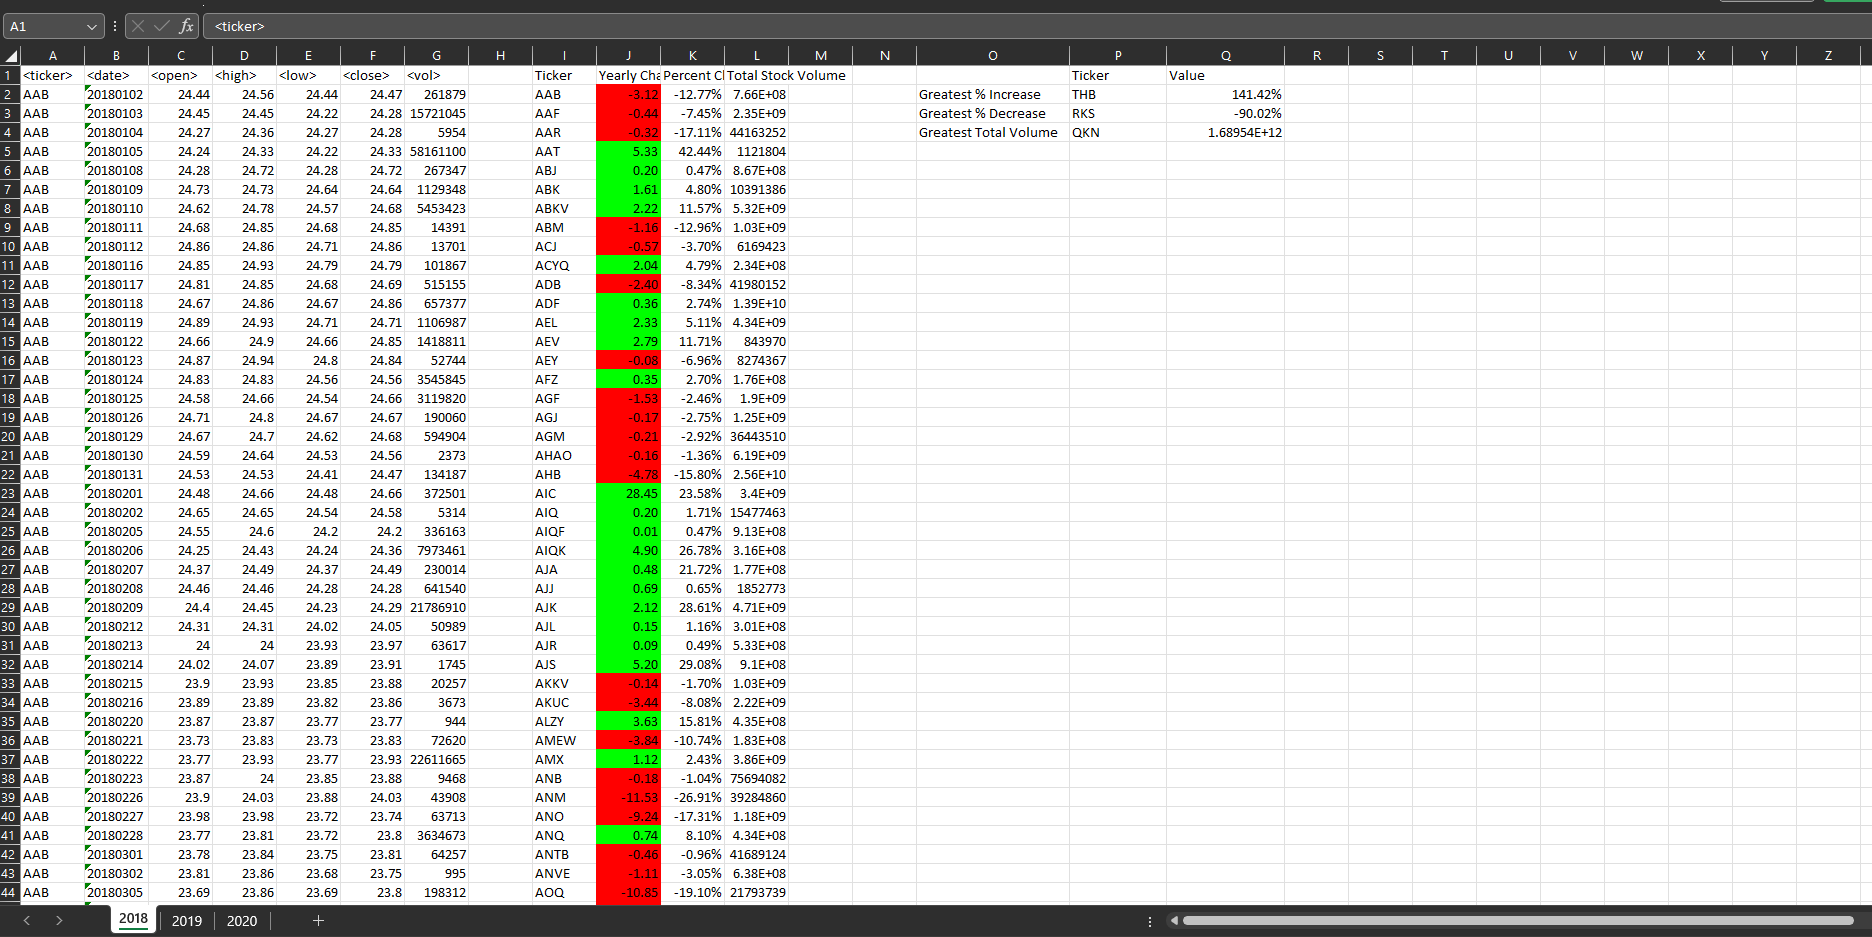 A1 fx <ticker>
A B C D E F G H I J K L M N O P Q R S T U V W X Y Z
1 <ticker> <date> <open> <high> <low> <close> <vol> Ticker Yearly Cha Percent Cl Total Stock Volume Ticker Value
2 AAB 20180102 24.44 24.56 24.44 24.47 261879 AAB -3.12 -12.77% 7.66E+08 Greatest % Increase THB 141.42%
3 AAB 20180103 24.45 24.45 24.22 24.28 15721045 AAF -0.44 -7.45% 2.35E+09 Greatest % Decrease RKS -90.02%
4 AAB 20180104 24.27 24.36 24.27 24.28 5954 AAR -0.32 -17.11% 44163252 Greatest Total Volume QKN 1.68954E+12
5 AAB 20180105 24.24 24.33 24.22 24.33 58161100 AAT 5.33 42.44% 1121804
6 AAB 20180108 24.28 24.72 24.28 24.72 267347 ABJ 0.20 0.47% 8.67E+08
7 AAB 20180109 24.73 24.73 24.64 24.64 1129348 ABK 1.61 4.80% 10391386
8 AAB 20180110 24.62 24.78 24.57 24.68 5453423 ABKV 2.22 11.57% 5.32E+09
9 AAB 20180111 24.68 24.85 24.68 24.85 14391 ABM -1.16 -12.96% 1.03E+09
10 AAB 20180112 24.86 24.86 24.71 24.86 13701 ACJ -0.57 -3.70% 6169423
11 AAB 20180116 24.85 24.93 24.79 24.79 101867 ACYQ 2.04 4.79% 2.34E+08
12 AAB 20180117 24.81 24.85 24.68 24.69 515155 ADB -2.40 -8.34% 41980152
13 AAB 20180118 24.67 24.86 24.67 24.86 657377 ADF 0.36 2.74% 1.39E+10
14 AAB 20180119 24.89 24.93 24.71 24.71 1106987 AEL 2.33 5.11% 4.34E+09
15 AAB 20180122 24.66 24.9 24.66 24.85 1418811 AEV 2.79 11.71% 843970
16 AAB 20180123 24.87 24.94 24.8 24.84 52744 AEY -0.08 -6.96% 8274367
17 AAB 20180124 24.83 24.83 24.56 24.56 3545845 AFZ 0.35 2.70% 1.76E+08
18 AAB 20180125 24.58 24.66 24.54 24.66 3119820 AGF -1.53 -2.46% 1.9E+09
19 AAB 20180126 24.71 24.8 24.67 24.67 190060 AGJ -0.17 -2.75% 1.25E+09
20 AAB 20180129 24.67 24.7 24.62 24.68 594904 AGM -0.21 -2.92% 36443510
21 AAB 20180130 24.59 24.64 24.53 24.56 2373 AHAO -0.16 -1.36% 6.19E+09
22 AAB 20180131 24.53 24.53 24.41 24.47 134187 AHB -4.78 -15.80% 2.56E+10
23 AAB 20180201 24.48 24.66 24.48 24.66 372501 AIC 28.45 23.58% 3.4E+09
24 AAB 20180202 24.65 24.65 24.54 24.58 5314 AIQ 0.20 1.71% 15477463
25 AAB 20180205 24.55 24.6 24.2 24.2 336163 AIQF 0.01 0.47% 9.13E+08
26 AAB 20180206 24.25 24.43 24.24 24.36 7973461 AIQK 4.90 26.78% 3.16E+08
27 AAB 20180207 24.37 24.49 24.37 24.49 230014 AJA 0.48 21.72% 1.77E+08
28 AAB 20180208 24.46 24.46 24.28 24.28 641540 AJJ 0.69 0.65% 1852773
29 AAB 20180209 24.4 24.45 24.23 24.29 21786910 AJK 2.12 28.61% 4.71E+09
30 AAB 20180212 24.31 24.31 24.02 24.05 50989 AJL 0.15 1.16% 3.01E+08
31 AAB 20180213 24 24 23.93 23.97 63617 AJR 0.09 0.49% 5.33E+08
32 AAB 20180214 24.02 24.07 23.89 23.91 1745 AJS 5.20 29.08% 9.1E+08
33 AAB 20180215 23.9 23.93 23.85 23.88 20257 AKKV -0.14 -1.70% 1.03E+09
34 AAB 20180216 23.89 23.89 23.82 23.86 3673 AKUC -3.44 -8.08% 2.22E+09
35 AAB 20180220 23.87 23.87 23.77 23.77 944 ALZY 3.63 15.81% 4.35E+08
36 AAB 20180221 23.73 23.83 23.73 23.83 72620 AMEW -3.84 -10.74% 1.83E+08
37 AAB 20180222 23.77 23.93 23.77 23.93 22611665 AMX 1.12 2.43% 3.86E+09
38 AAB 20180223 23.87 24 23.85 23.88 9468 ANB -0.18 -1.04% 75694082
39 AAB 20180226 23.9 24.03 23.88 24.03 43908 ANM -11.53 -26.91% 39284860
40 AAB 20180227 23.98 23.98 23.72 23.74 63713 ANO -9.24 -17.31% 1.18E+09
41 AAB 20180228 23.77 23.81 23.72 23.8 3634673 ANQ 0.74 8.10% 4.34E+08
42 AAB 20180301 23.78 23.84 23.75 23.81 64257 ANTB -0.46 -0.96% 41689124
43 AAB 20180302 23.81 23.86 23.68 23.75 995 ANVE -1.11 -3.05% 6.38E+08
44 AAB 20180305 23.69 23.86 23.69 23.8 198312 AOQ -10.85 -19.10% 21793739
2018 2019 2020